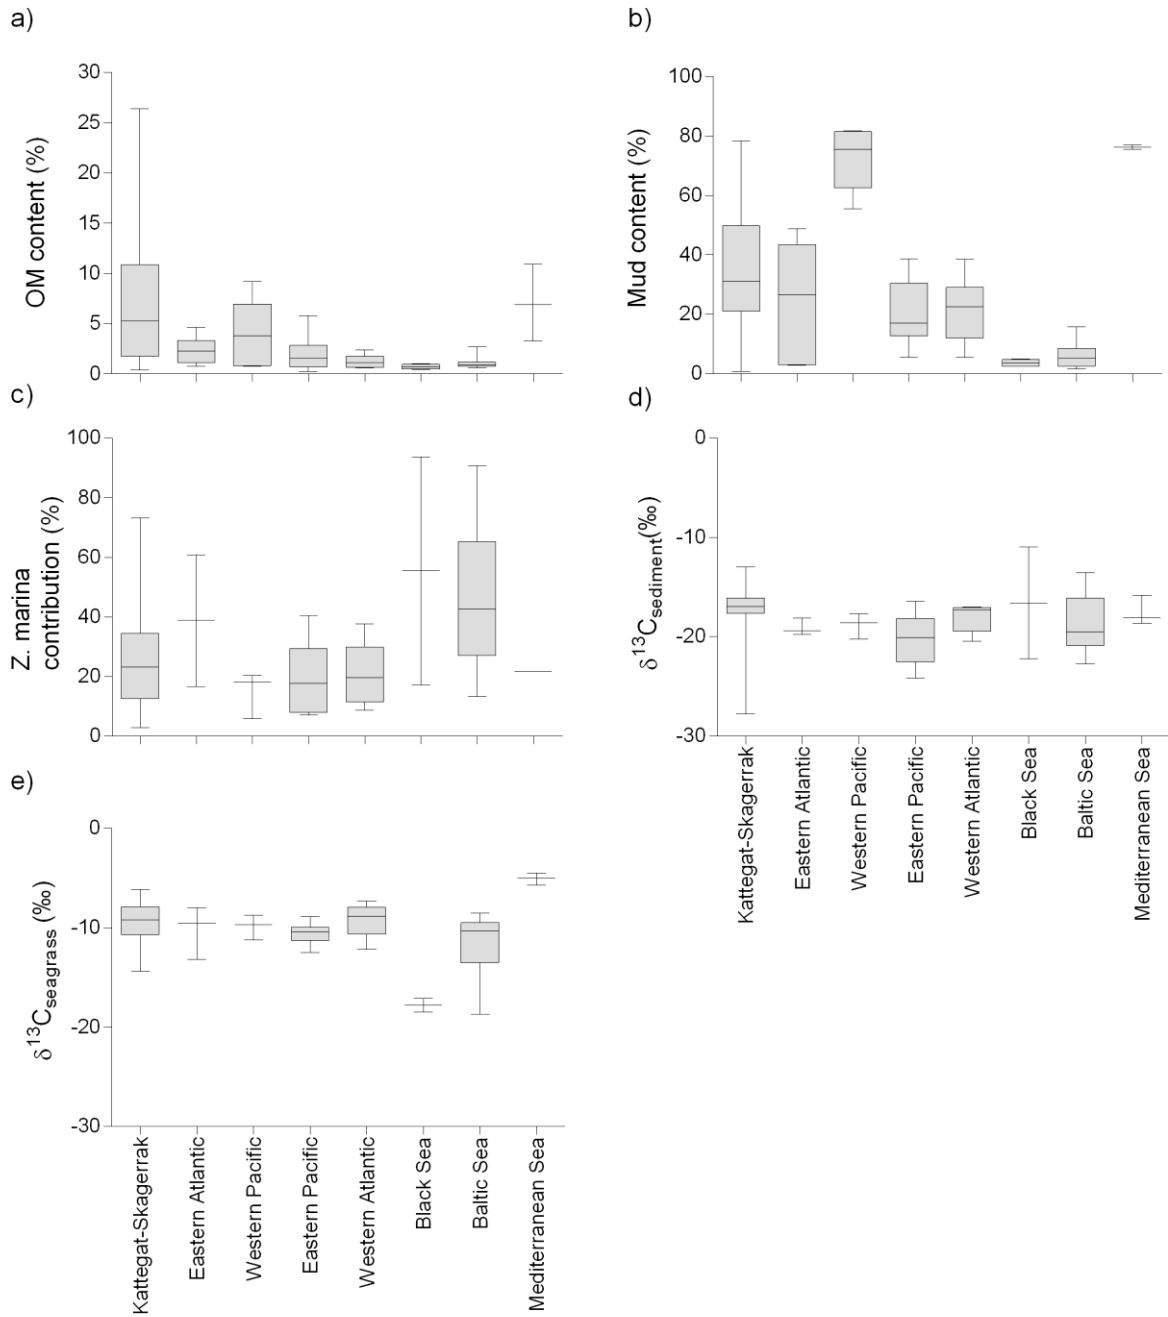 a)
30
25
20
15
10
5
0
OM content (%)
b)
100
80
60
40
20
0
Mud content (%)
c)
100
80
60
40
20
0
Z. marina
contribution (%)
d)
0
-10
-20
-30
δ¹³Csediment(‰)
Kattegat-Skagerrak
Eastern Atlantic
Western Pacific
Eastern Pacific
Western Atlantic
Black Sea
Baltic Sea
Mediterranean Sea
e)
0
-10
-20
-30
δ¹³Cseagrass (‰)
Kattegat-Skagerrak
Eastern Atlantic
Western Pacific
Eastern Pacific
Western Atlantic
Black Sea
Baltic Sea
Mediterranean Sea